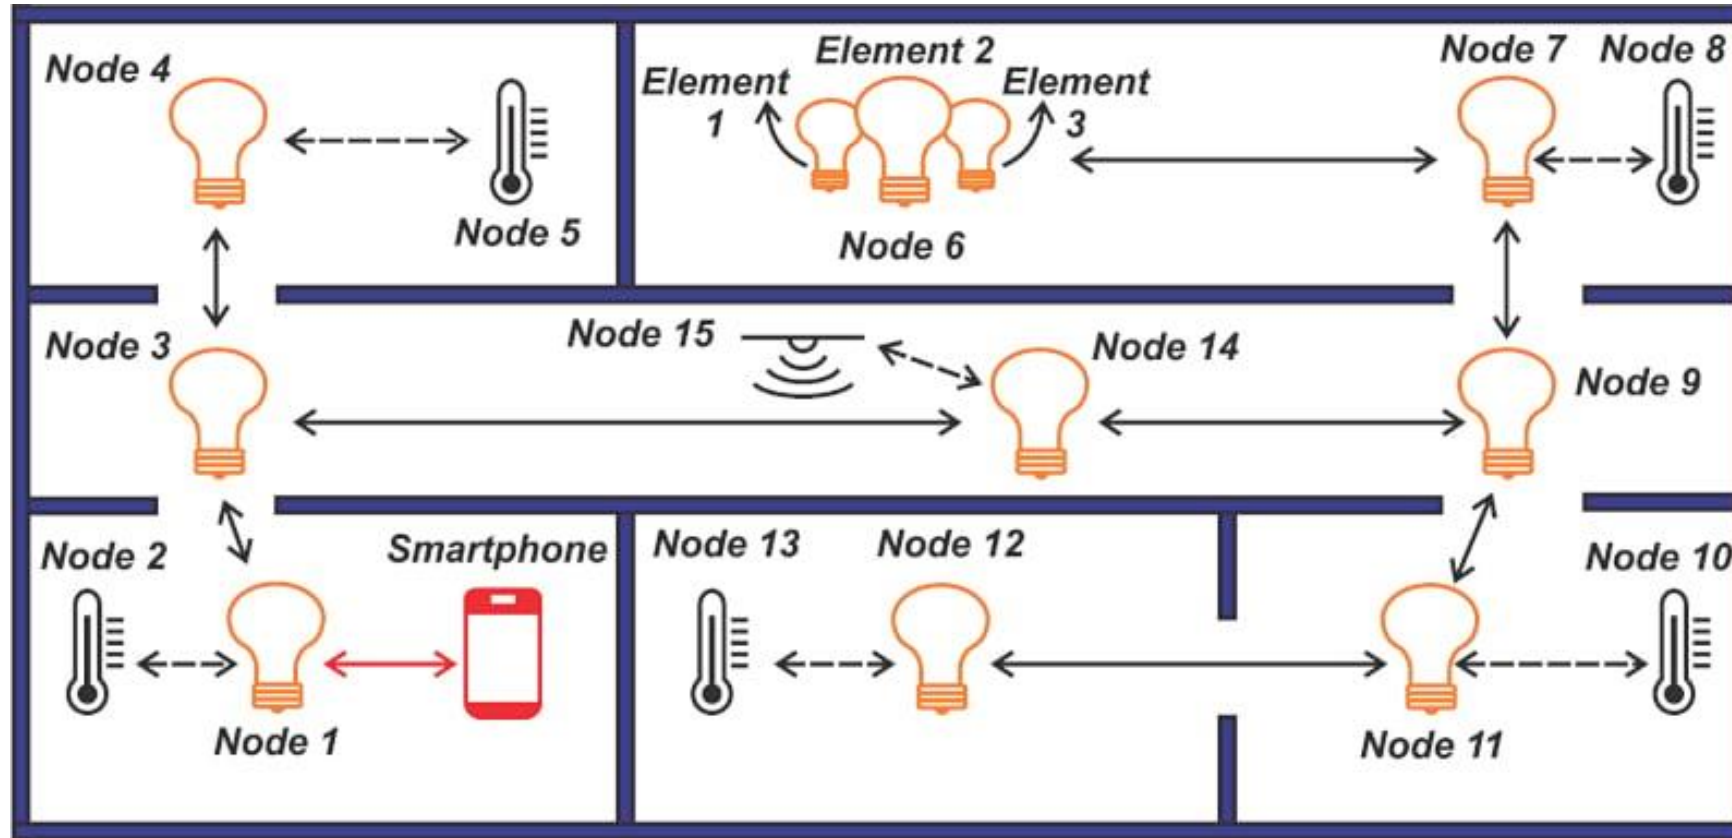 Node 4
Node 5
Element 2
Element
1
Element
3
Node 6
Node 7
Node 8
Node 3
Node 15
Node 14
Node 9
Node 2
Smartphone
Node 1
Node 13
Node 12
Node 10
Node 11